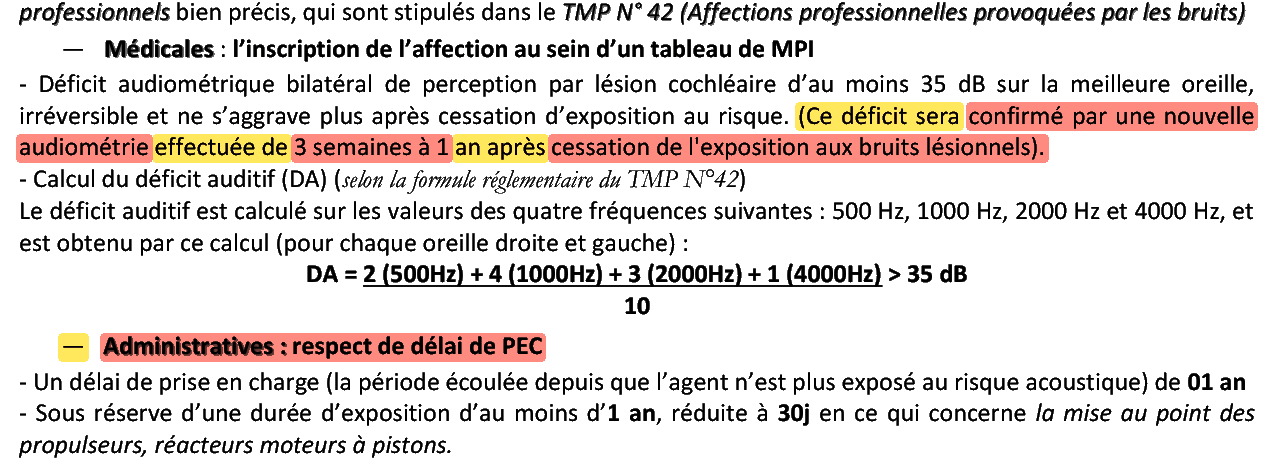 professionnels bien précis, qui sont stipulés dans le TMP N° 42 (Affections professionnelles provoquées par les bruits)
— Médicales : l’inscription de l’affection au sein d’un tableau de MPI
- Déficit audiométrique bilatéral de perception par lésion cochléaire d’au moins 35 dB sur la meilleure oreille,
irréversible et ne s’aggrave plus après cessation d’exposition au risque. (Ce déficit sera confirmé par une nouvelle
audiométrie effectuée de 3 semaines à 1 an après cessation de l'exposition aux bruits lésionnels).
- Calcul du déficit auditif (DA) (selon la formule réglementaire du TMP N°42)
Le déficit auditif est calculé sur les valeurs des quatre fréquences suivantes : 500 Hz, 1000 Hz, 2000 Hz et 4000 Hz, et
est obtenu par ce calcul (pour chaque oreille droite et gauche) :
DA = 2 (500Hz) + 4 (1000Hz) + 3 (2000Hz) + 1 (4000Hz) > 35 dB
10
— Administratives : respect de délai de PEC
- Un délai de prise en charge (la période écoulée depuis que l’agent n’est plus exposé au risque acoustique) de 01 an
- Sous réserve d’une durée d’exposition d’au moins d’1 an, réduite à 30j en ce qui concerne la mise au point des
propulseurs, réacteurs moteurs à pistons.